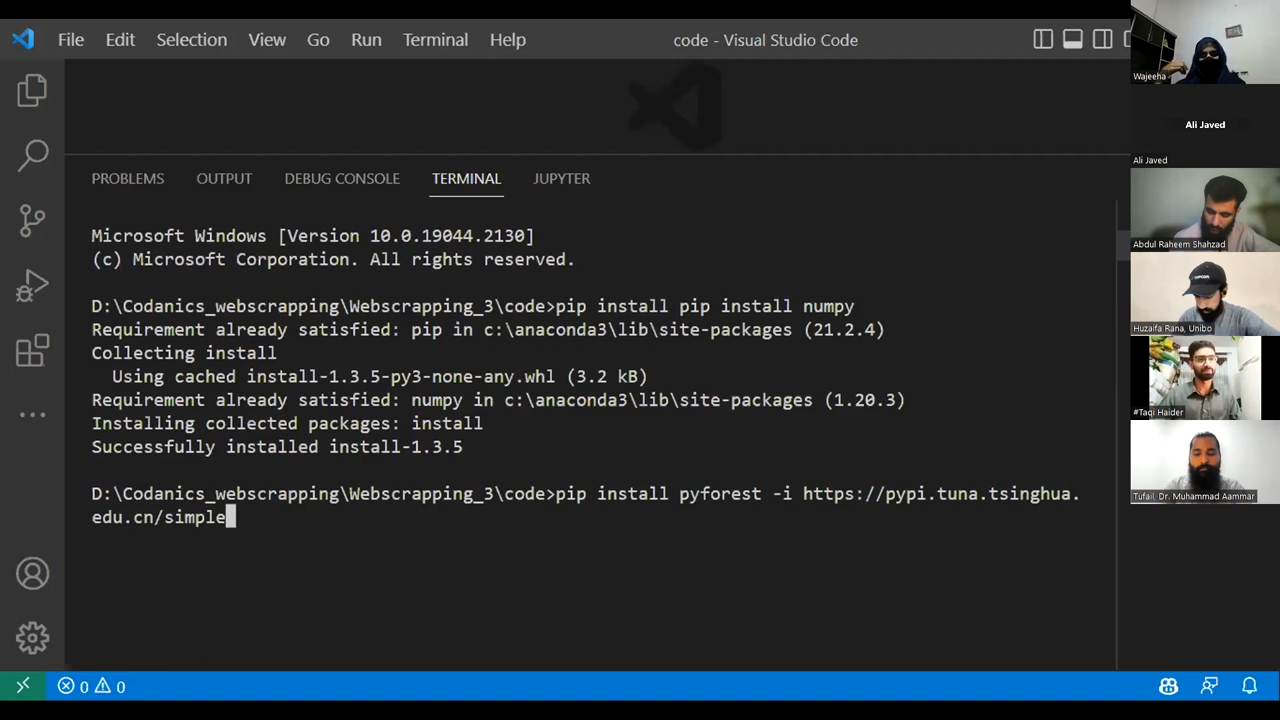 File Edit Selection View Go Run Terminal Help
code - Visual Studio Code
PROBLEMS OUTPUT DEBUG CONSOLE TERMINAL JUPYTER
Microsoft Windows [Version 10.0.19044.2130]
(c) Microsoft Corporation. All rights reserved.
D:\Codanics_webscrapping\Webscrapping_3\code>pip install pip install numpy
Requirement already satisfied: pip in c:\anaconda3\lib\site-packages (21.2.4)
Collecting install
Using cached install-1.3.5-py3-none-any.whl (3.2 kB)
Requirement already satisfied: numpy in c:\anaconda3\lib\site-packages (1.20.3)
Installing collected packages: install
Successfully installed install-1.3.5
D:\Codanics_webscrapping\Webscrapping_3\code>pip install pyforest -i https://pypi.tuna.tsinghua.
edu.cn/simple
0 0
Wajeeha
Ali Javed
Ali Javed
Abdul Raheem Shahzad
Huzaifa Rana, Unibo
#Taqi Haider
Tufail, Dr. Muhammad Aammar